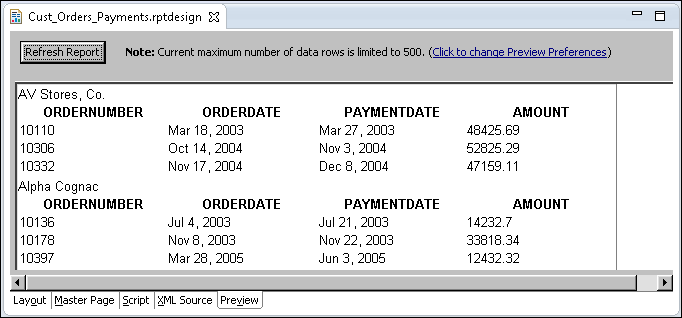 Cust_Orders_Payments.rptdesign
Refresh Report Note: Current maximum number of data rows is limited to 500. (Click to change Preview Preferences)
AV Stores, Co.
ORDERNUMBER ORDERDATE PAYMENTDATE AMOUNT
10110 Mar 18, 2003 Mar 27, 2003 48425.69
10306 Oct 14, 2004 Nov 3, 2004 52825.29
10332 Nov 17, 2004 Dec 8, 2004 47159.11
Alpha Cognac
ORDERNUMBER ORDERDATE PAYMENTDATE AMOUNT
10136 Jul 4, 2003 Jul 21, 2003 14232.7
10178 Nov 8, 2003 Nov 22, 2003 33818.34
10397 Mar 28, 2005 Jun 3, 2005 12432.32
Layout Master Page Script XML Source Preview